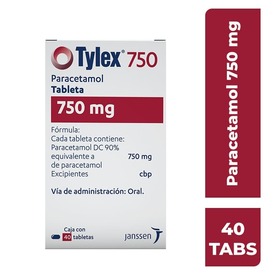 Tylex® 750
Paracetamol
Tableta
750 mg
Fórmula:
Cada tableta contiene:
Paracetamol DC 90%
equivalente a 750 mg
de paracetamol
Excipientes cbp
Vía de administración: Oral.
Caja con
40 tabletas
janssen
Paracetamol 750 mg
40
TABS